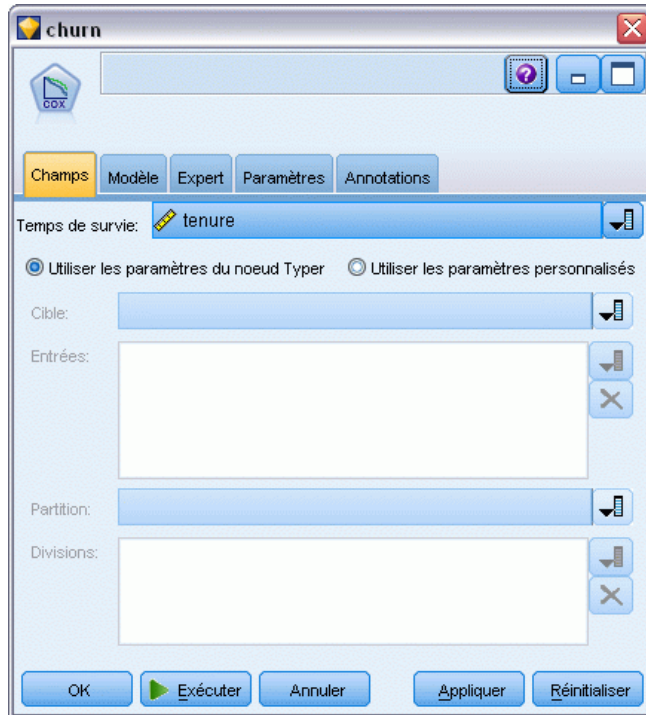 churn
?
COX
Champs Modèle Expert Paramètres Annotations
Temps de survie: tenure
Utiliser les paramètres du noeud Typer Utiliser les paramètres personnalisés
Cible:
Entrées:
Partition:
Divisions:
OK Exécuter Annuler Appliquer Réinitialiser